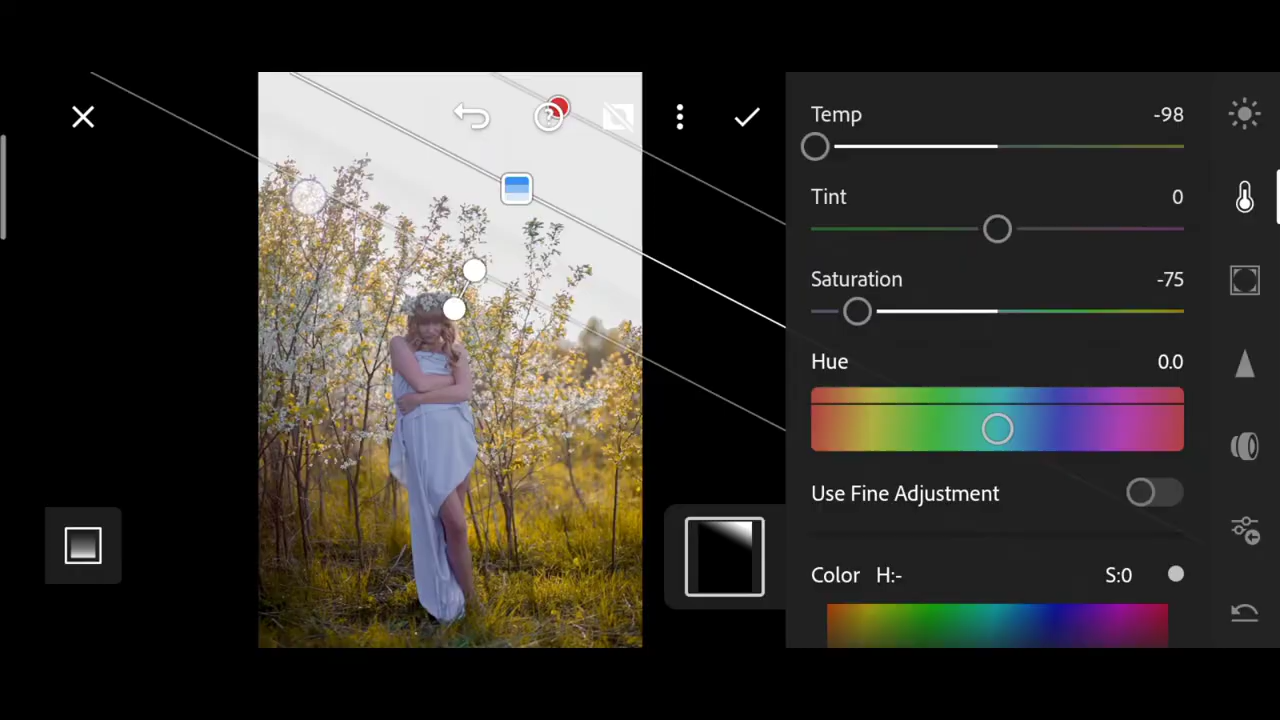 Temp -98
Tint 0
Saturation -75
Hue 0.0
Use Fine Adjustment
Color H:- S:0